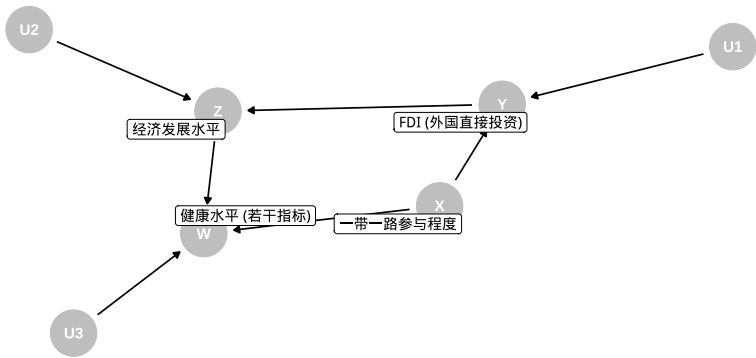 U2
U1
Z
Y
经济发展水平
FDI (外国直接投资)
X
健康水平 (若干指标)
一带一路参与程度
W
U3